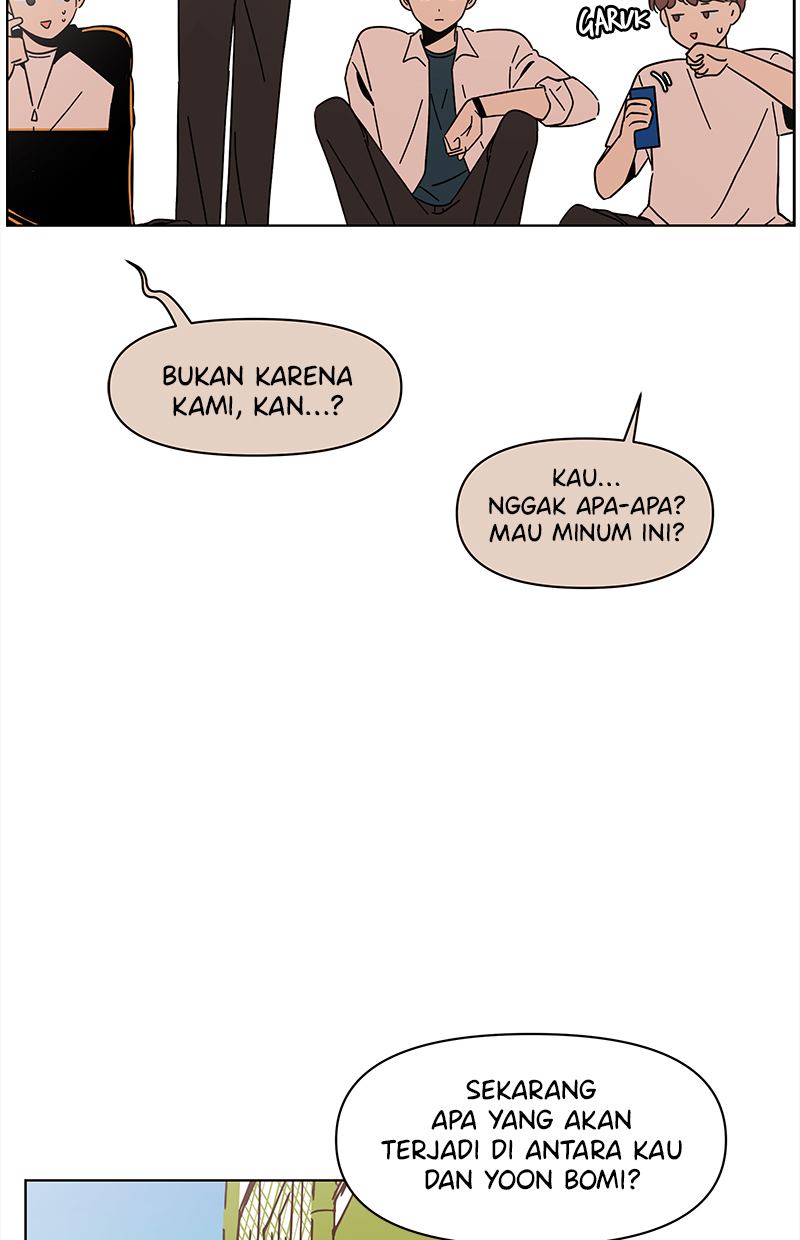 GARUK
BUKAN KARENA
KAMI, KAN...?
KAU...
NGGAK APA-APA?
MAU MINUM INI?
SEKARANG
APA YANG AKAN
TERJADI DI ANTARA KAU
DAN YOON BOMI?